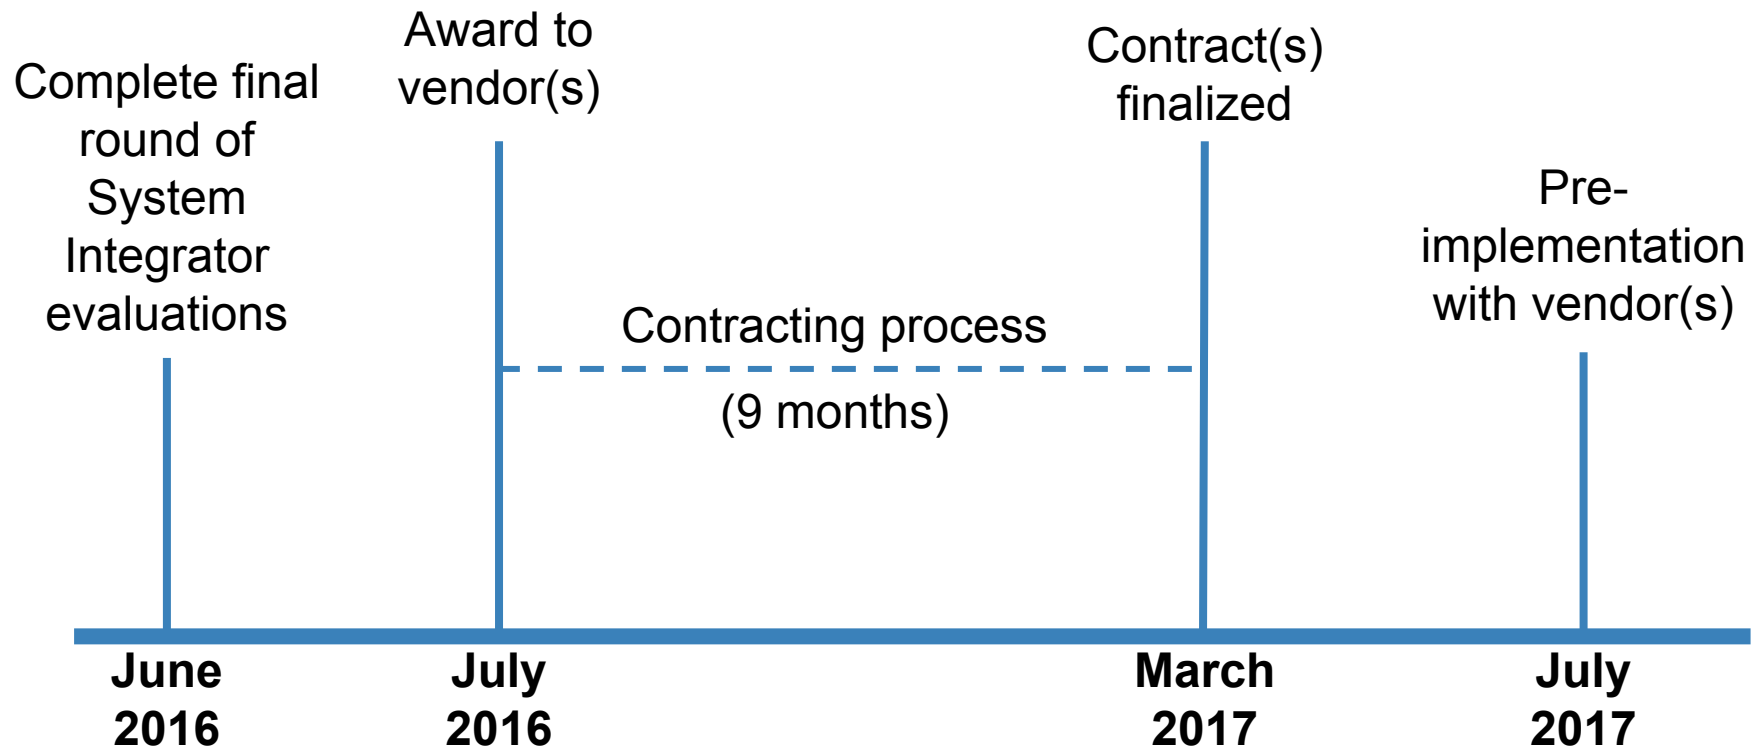 Complete final
round of
System
Integrator
evaluations
Award to
vendor(s)
Contracting process
(9 months)
Contract(s)
finalized
Pre-
implementation
with vendor(s)
June
2016
July
2016
March
2017
July
2017